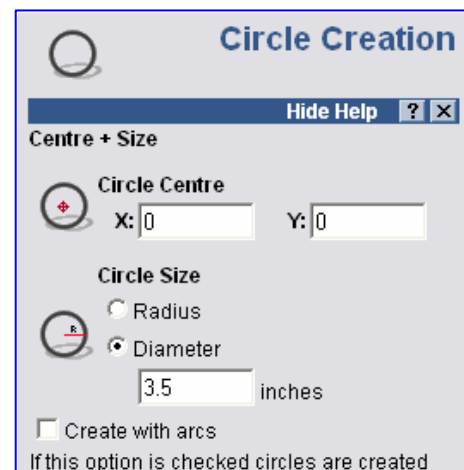 Circle Creation
Hide Help ? X
Centre + Size
Circle Centre
X: 0 Y: 0
Circle Size
Radius
R
Diameter
3.5 inches
Create with arcs
If this option is checked circles are created